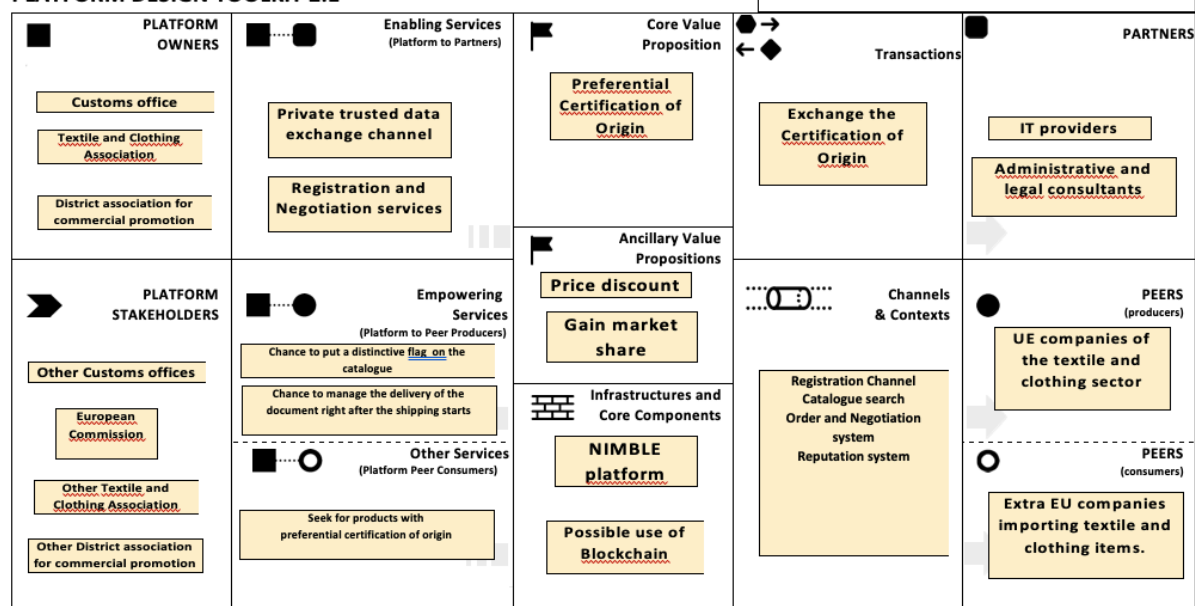 PLATFORM
OWNERS
Customs office
Textile and Clothing
Association
District association for
commercial promotion
Enabling Services
(Platform to Partners)
Private trusted data
exchange channel
Registration and
Negotiation services
Core Value
Proposition
Preferential
Certification of
Origin
Ancillary Value
Propositions
Price discount
Gain market
share
Transactions
Exchange the
Certification of
Origin
PARTNERS
IT providers
Administrative and
legal consultants
PLATFORM
STAKEHOLDERS
Other Customs offices
European
Commission
Other Textile and
Clothing Association
Other District association
for commercial promotion
Empowering
Services
(Platform to Peer Producers)
Chance to put a distinctive flag on the
catalogue
Chance to manage the delivery of the
document right after the shipping starts
Other Services
(Platform Peer Consumers)
Seek for products with
preferential certification of origin
Infrastructures and
Core Components
NIMBLE
platform
Possible use of
Blockchain
Channels
& Contexts
Registration Channel
Catalogue search
Order and Negotiation
system
Reputation system
PEERS
(producers)
UE companies of
the textile and
clothing sector
PEERS
(consumers)
Extra EU companies
importing textile and
clothing items.